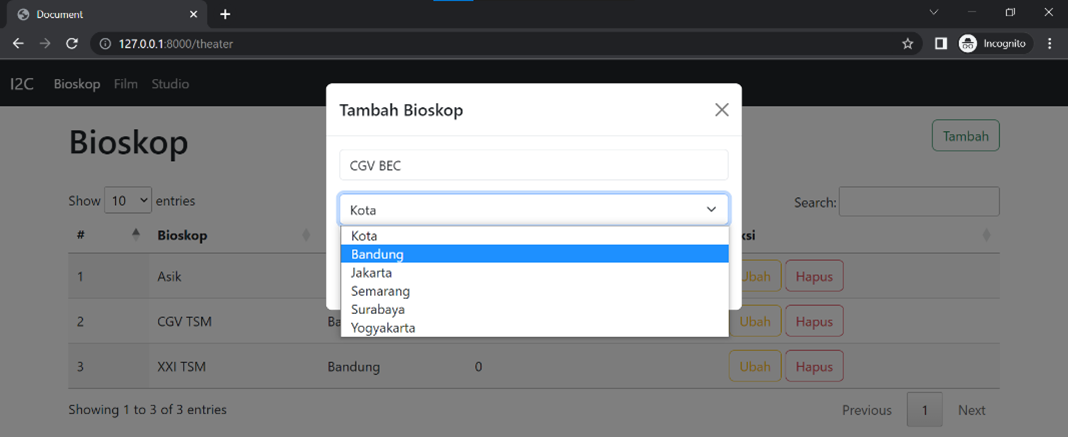 Document
127.0.0.1:8000/theater
Incognito
I2C Bioskop Film Studio
Tambah Bioskop
Bioskop
Tambah
CGV BEC
Show 10 entries
Search:
Kota
Kota
Bandung
Jakarta
Semarang
Surabaya
Yogyakarta
# Bioskop
1 Asik Ubah Hapus
2 CGV TSM Ubah Hapus
3 XXI TSM Bandung 0 Ubah Hapus
Showing 1 to 3 of 3 entries
Previous 1 Next